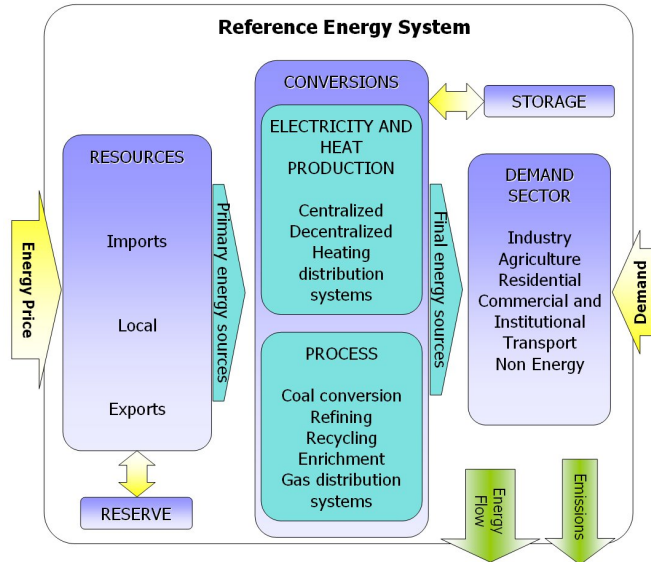 Reference Energy System
Energy Price
RESOURCES
Imports
Local
Exports
RESERVE
Primary energy sources
CONVERSIONS
ELECTRICITY AND
HEAT
PRODUCTION
Centralized
Decentralized
Heating
distribution
systems
PROCESS
Coal conversion
Refining
Recycling
Enrichment
Gas distribution
systems
Final energy sources
STORAGE
DEMAND
SECTOR
Industry
Agriculture
Residential
Commercial and
Institutional
Transport
Non Energy
Demand
Energy
Flow
Emissions